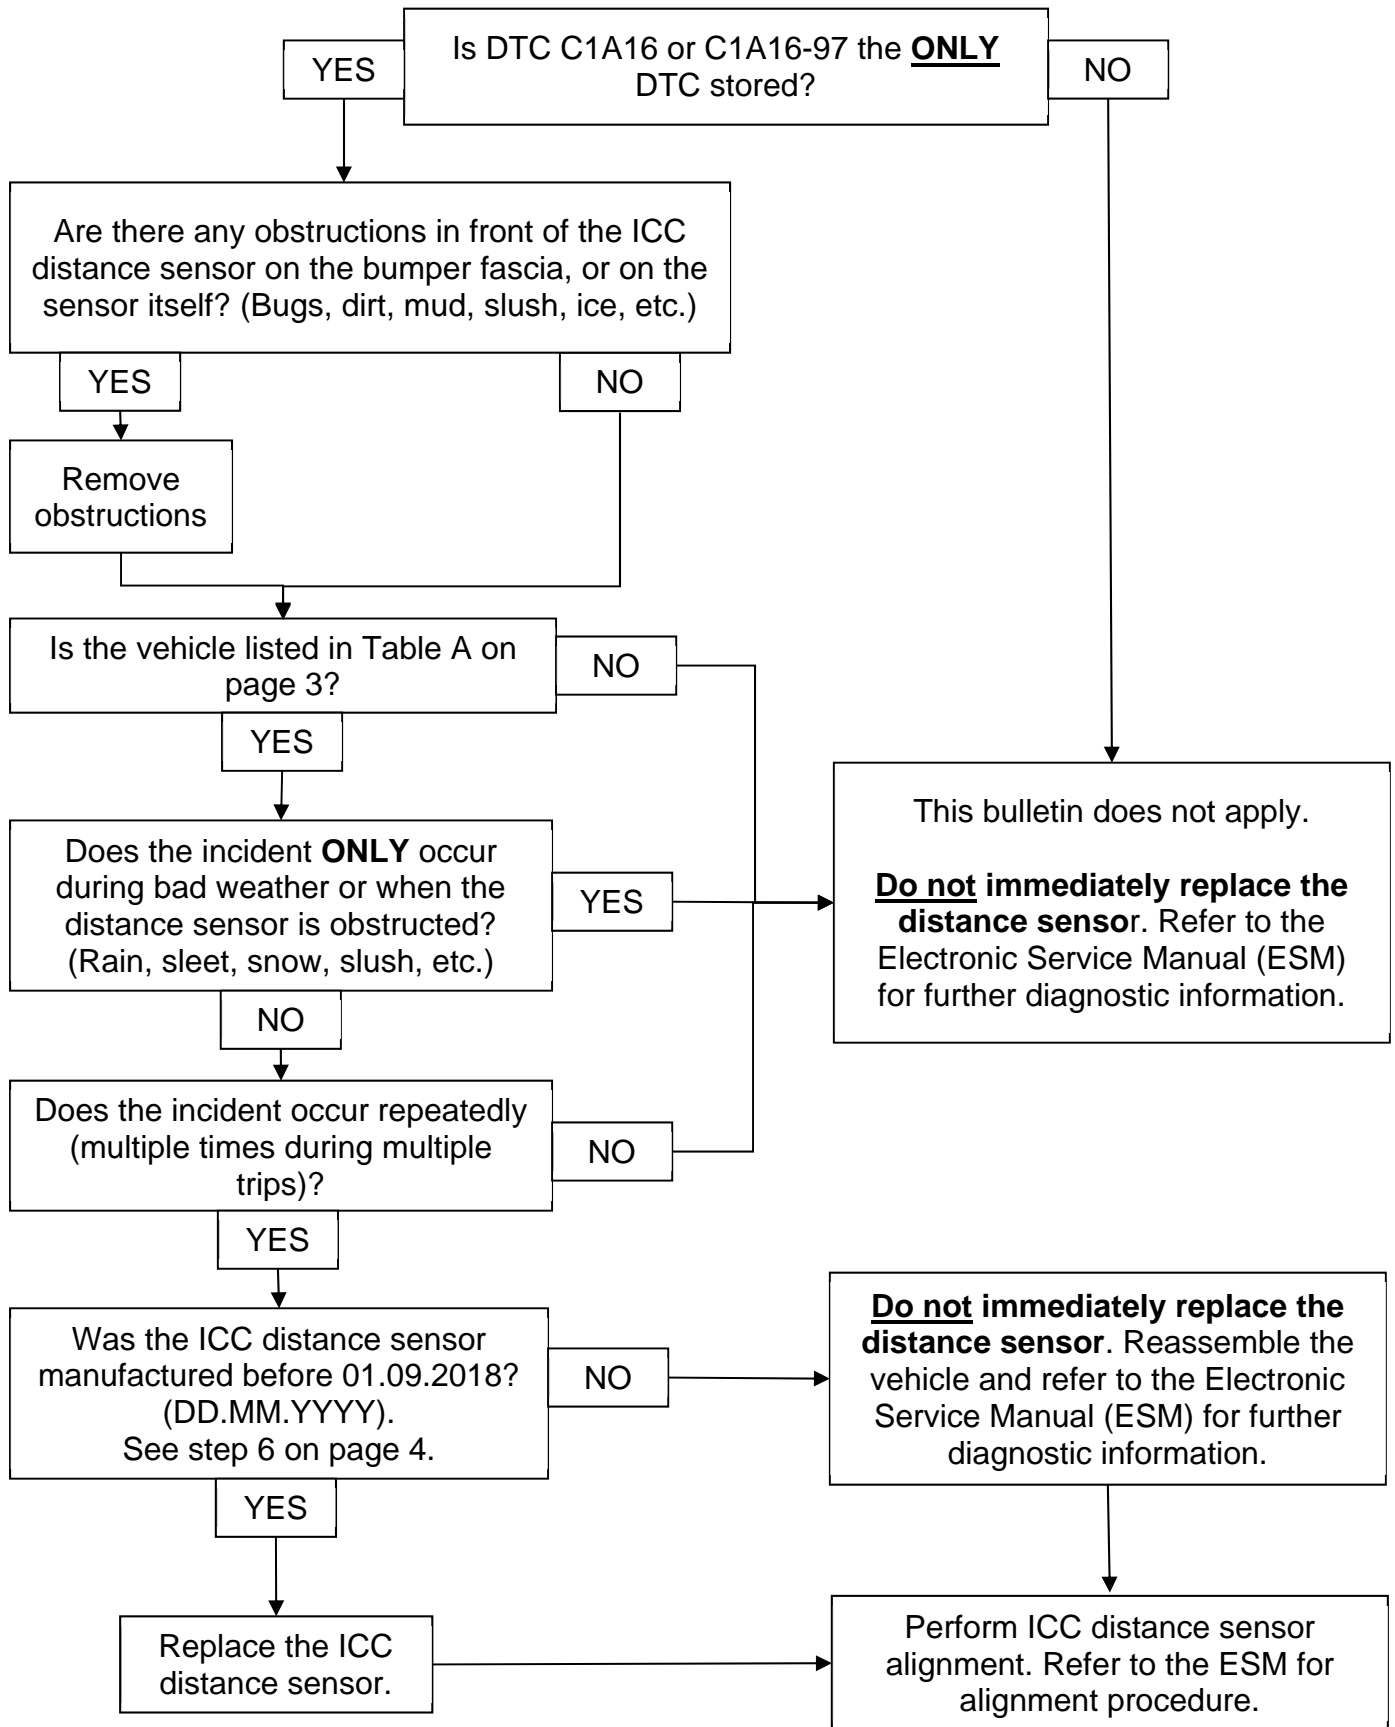 Is DTC C1A16 or C1A16-97 the ONLY
DTC stored?
YES
NO
Are there any obstructions in front of the ICC
distance sensor on the bumper fascia, or on the
sensor itself? (Bugs, dirt, mud, slush, ice, etc.)
YES
NO
Remove
obstructions
Is the vehicle listed in Table A on
page 3?
NO
YES
Does the incident ONLY occur
during bad weather or when the
distance sensor is obstructed?
(Rain, sleet, snow, slush, etc.)
YES
NO
This bulletin does not apply.
Do not immediately replace the
distance sensor. Refer to the
Electronic Service Manual (ESM)
for further diagnostic information.
Does the incident occur repeatedly
(multiple times during multiple
trips)?
NO
YES
Was the ICC distance sensor
manufactured before 01.09.2018?
(DD.MM.YYYY).
See step 6 on page 4.
NO
YES
Do not immediately replace the
distance sensor. Reassemble the
vehicle and refer to the Electronic
Service Manual (ESM) for further
diagnostic information.
Replace the ICC
distance sensor.
Perform ICC distance sensor
alignment. Refer to the ESM for
alignment procedure.